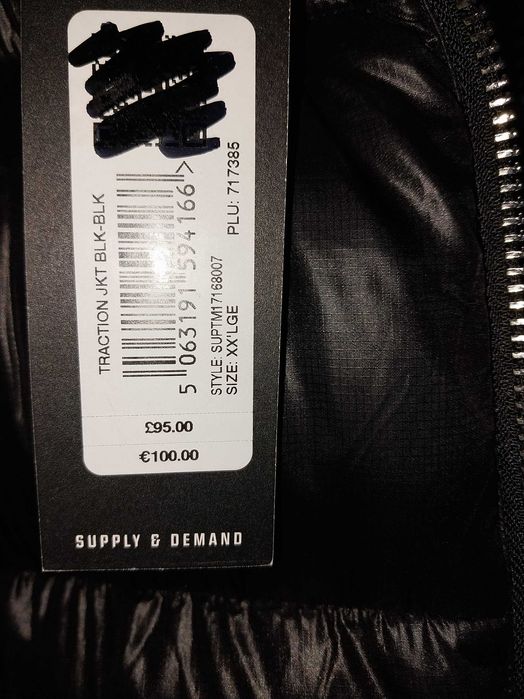 TRACTION JKT BLK-BLK
5 063191 594166 >
STYLE: SUPTM17168007
SIZE: XX'LGE
PLU: 717385
£95.00
€100.00
SUPPLY & DEMAND